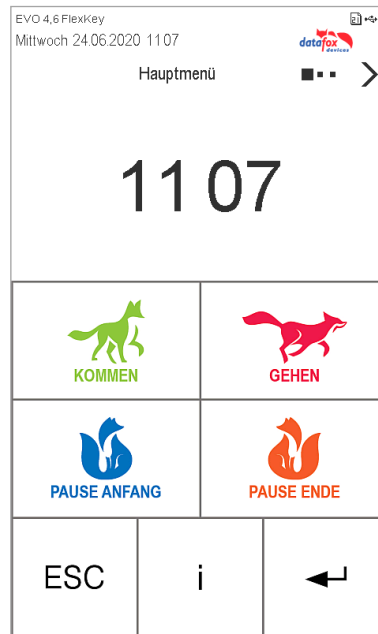 EVO 4,6 FlexKey
Mittwoch 24.06.2020 11 07
datafox
devices
Hauptmenü
11 07
KOMMEN
GEHEN
PAUSE ANFANG
PAUSE ENDE
ESC
i